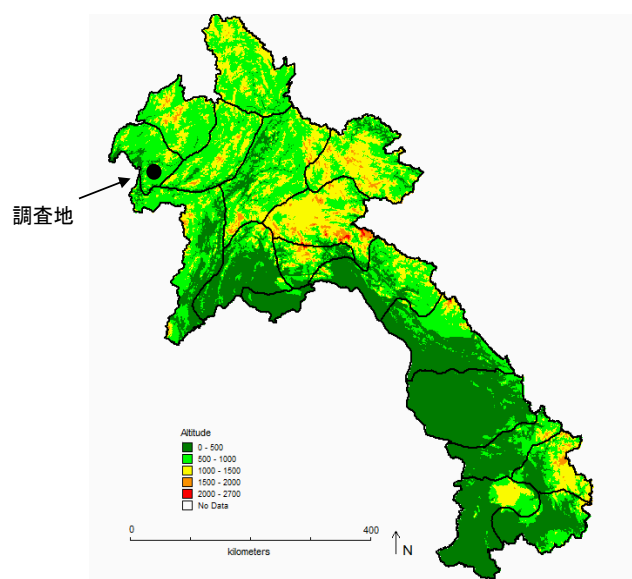 調査地
Altitude
0 - 500
500 - 1000
1000 - 1500
1500 - 2000
2000 - 2700
No Data
0 400
kilometers
N